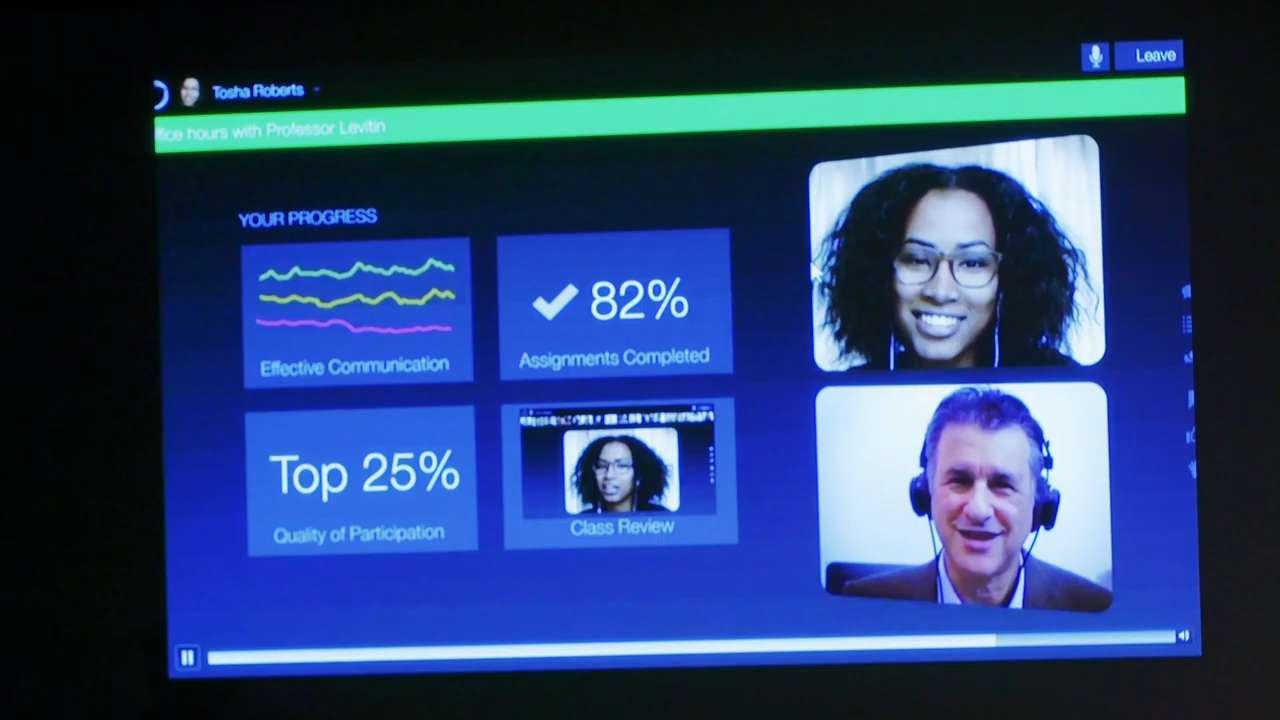 Tosha Roberts
Leave
ffice hours with Professor Levitin
YOUR PROGRESS
Effective Communication
82%
Assignments Completed
Top 25%
Quality of Participation
Class Review